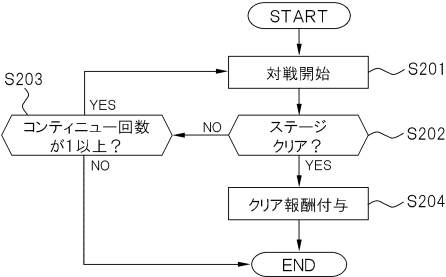 START
対戦開始
S201
S203
YES
コンティニュー回数
が1以上？
NO
ステージ
クリア？
S202
NO
YES
クリア報酬付与
S204
END